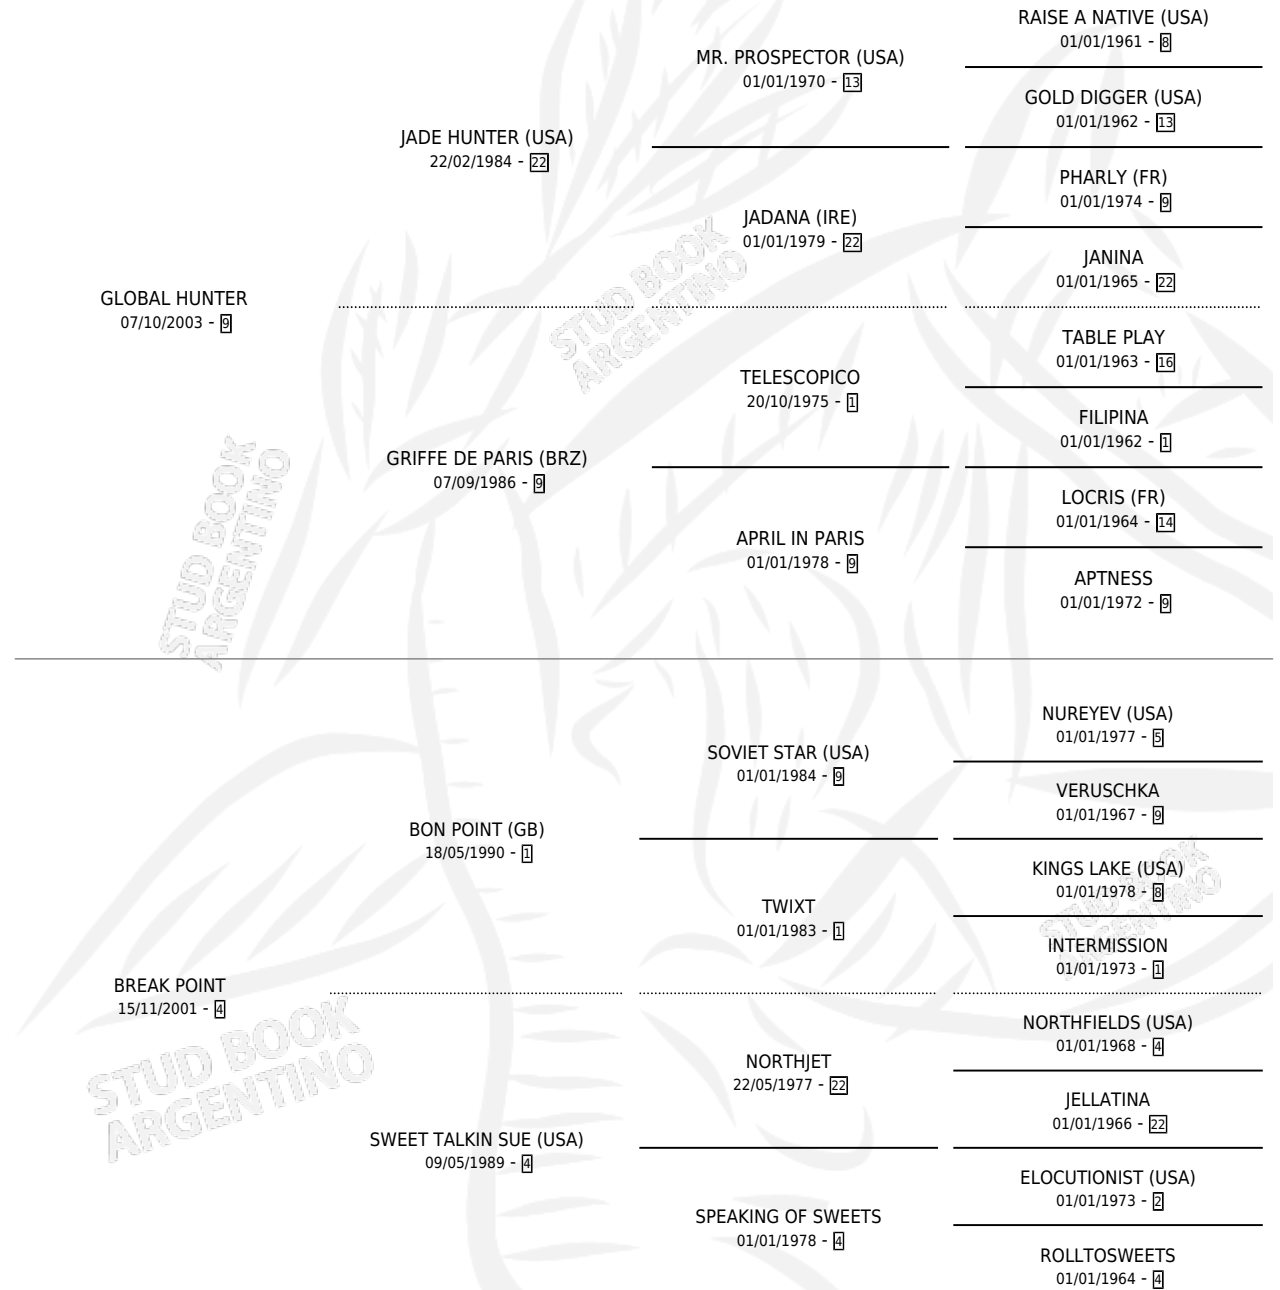 RAISE A NATIVE (USA)
01/01/1961 - 8
MR. PROSPECTOR (USA)
01/01/1970 - 13
GOLD DIGGER (USA)
01/01/1962 - 13
JADE HUNTER (USA)
22/02/1984 - 22
PHARLY (FR)
01/01/1974 - 9
JADANA (IRE)
01/01/1979 - 22
JANINA
01/01/1965 - 22
GLOBAL HUNTER
07/10/2003 - 9
STUD BOOK
ARGENTINO
TABLE PLAY
01/01/1963 - 16
TELESCOPICO
20/10/1975 - 1
FILIPINA
01/01/1962 - 1
GRIFFE DE PARIS (BRZ)
07/09/1986 - 9
LOCRIS (FR)
01/01/1964 - 14
APRIL IN PARIS
01/01/1978 - 9
APTNESS
01/01/1972 - 9
STUD BOOK
ARGENTINO
NUREYEV (USA)
01/01/1977 - 5
SOVIET STAR (USA)
01/01/1984 - 9
VERUSCHKA
01/01/1967 - 9
BON POINT (GB)
18/05/1990 - 1
KINGS LAKE (USA)
01/01/1978 - 8
STUD BOOK
ARGENTINO
TWIXT
01/01/1983 - 1
INTERMISSION
01/01/1973 - 1
BREAK POINT
15/11/2001 - 4
STUD BOOK
ARGENTINO
NORTHFIELDS (USA)
01/01/1968 - 4
NORTHJET
22/05/1977 - 22
JELLATINA
01/01/1966 - 22
SWEET TALKIN SUE (USA)
09/05/1989 - 4
ELOCUTIONIST (USA)
01/01/1973 - 2
SPEAKING OF SWEETS
01/01/1978 - 4
ROLLTOSWEETS
01/01/1964 - 4